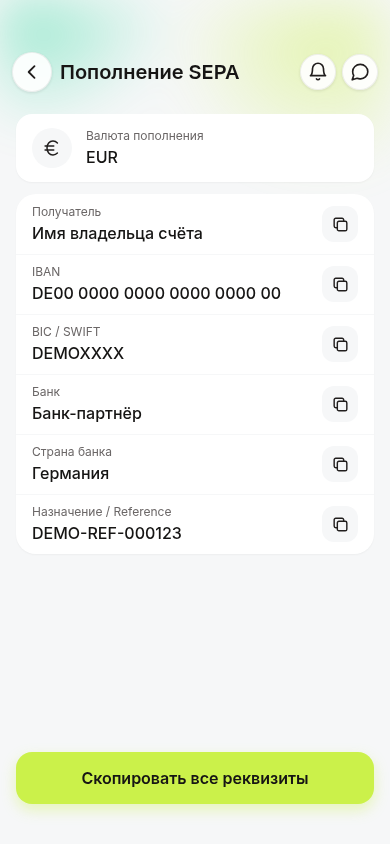 Пополнение SEPA
Валюта пополнения
€
EUR
Получатель
Имя владельца счёта
IBAN
DE00 0000 0000 0000 0000 00
BIC / SWIFT
DEMOXXXX
Банк
Банк-партнёр
Страна банка
Германия
Назначение / Reference
DEMO-REF-000123
Скопировать все реквизиты